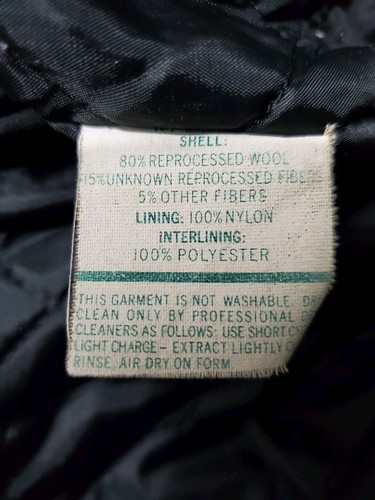 SHELL:
80% REPROCESSED WOOL
15% UNKNOWN REPROCESSED
5% OTHER FIBERS
LINING: 100% NYLON
INTERLINING:
100% POLYESTER
THIS GARMENT IS NOT WASHABLE.
CLEAN ONLY BY PROFESSIONAL
CLEANERS AS FOLLOWS: USE SHORT
LIGHT CHARGE - EXTRACT LIGHTLY
RINSE, AIR DRY ON FORM